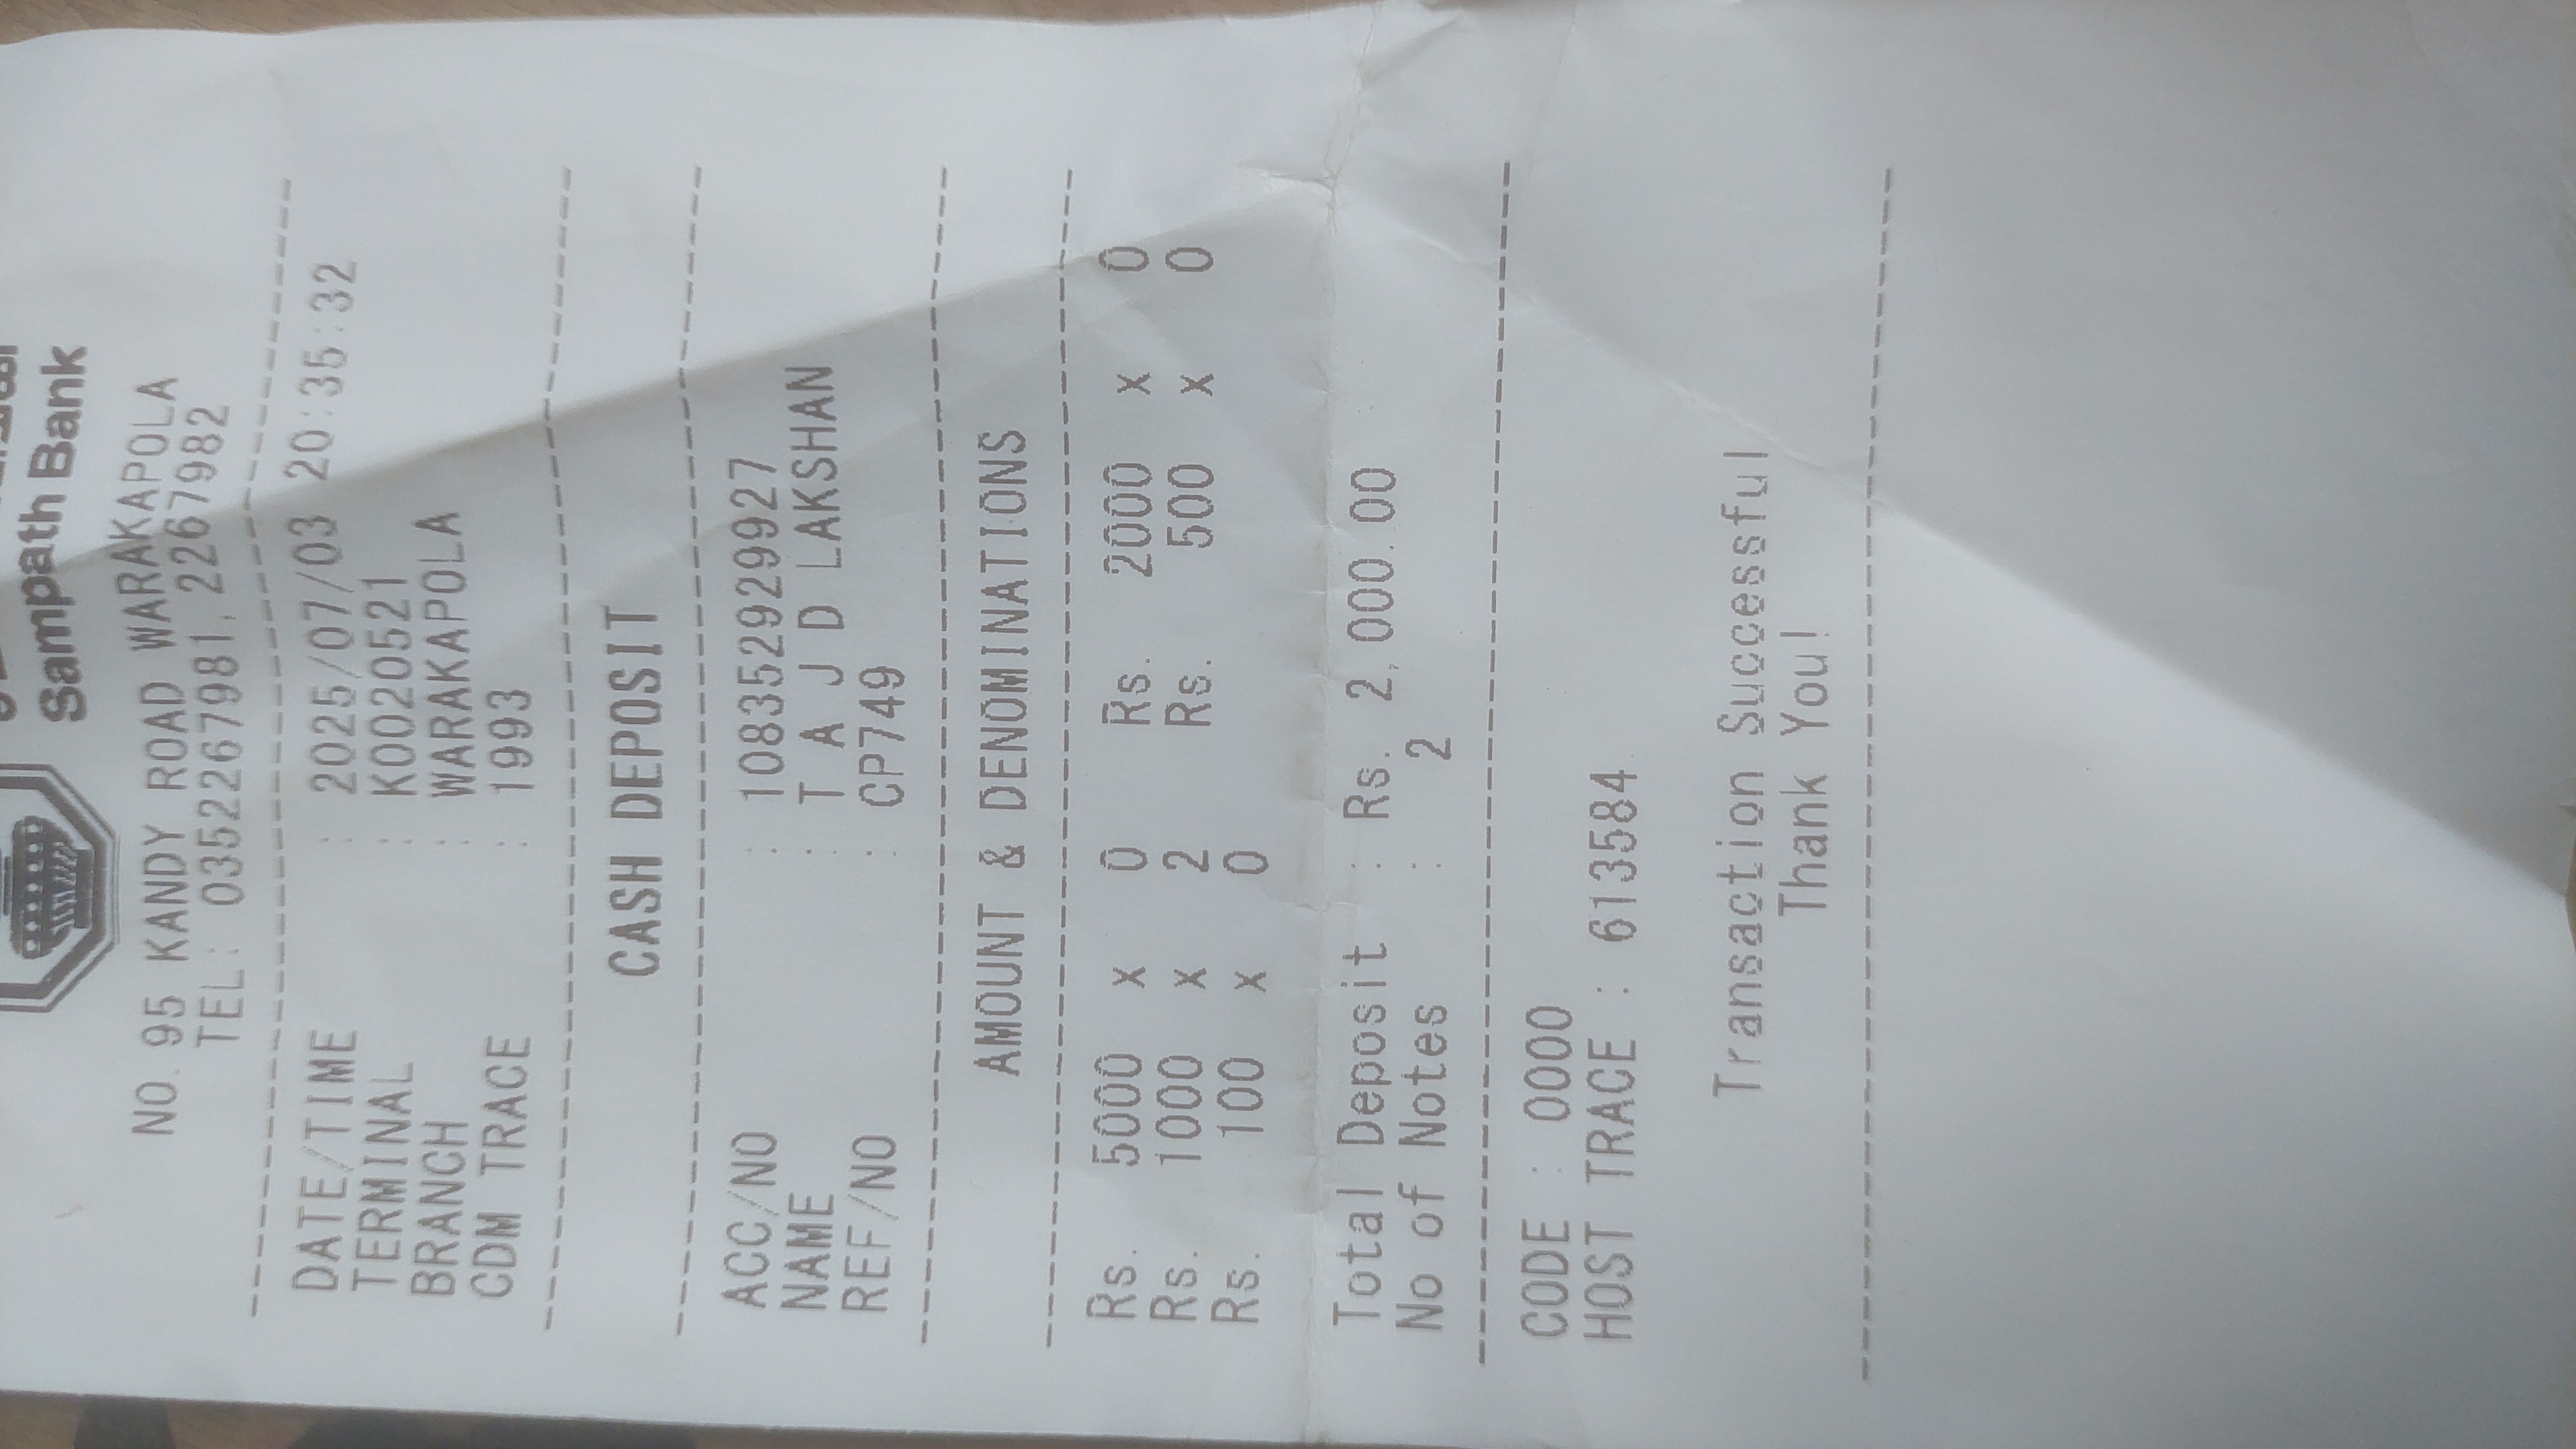 Sampath Bank
NO. 95 KANDY ROAD WARAKAPOLA
TEL: 0352267981, 2267982
DATE/TIME : 2025/07/03 20:35:32
TERMINAL : K0020521
BRANCH : WARAKAPOLA
CDM TRACE : 1993
CASH DEPOSIT
ACC/NO : 108352929927
NAME : T A J D LAKSHAN
REF/NO : CP749
AMOUNT & DENOMINATIONS
Rs. 5000 x 0 Rs. 2000 x 0
Rs. 1000 x 2 Rs. 500 x 0
Rs. 100 x 0
Total Deposit : Rs. 2,000.00
No of Notes : 2
CODE : 0000
HOST TRACE : 613584
Transaction Successful
Thank You!